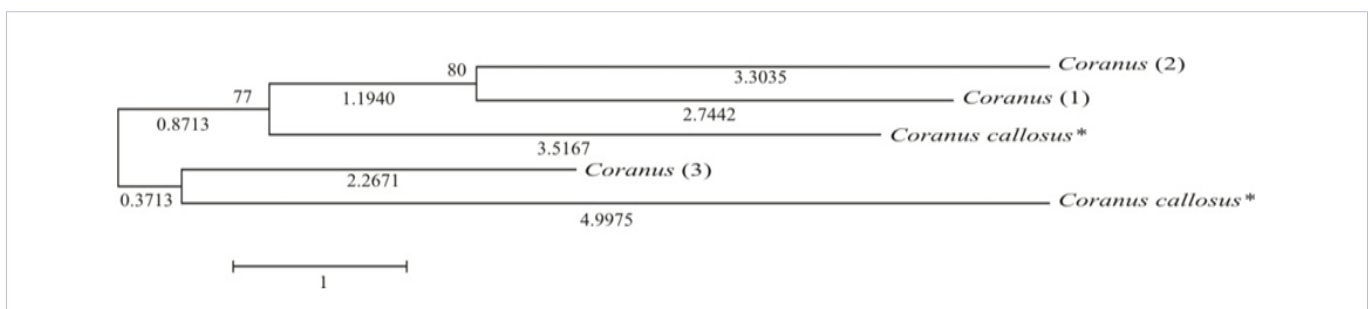 Coranus (2)
80
3.3035
77
1.1940
Coranus (1)
2.7442
0.8713
Coranus callosus*
3.5167
Coranus (3)
2.2671
0.3713
Coranus callosus*
4.9975
1